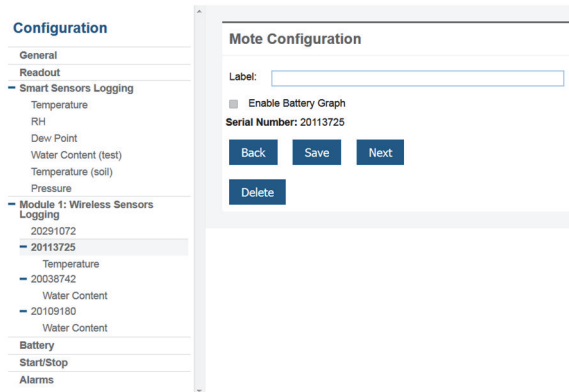 Configuration
General
Readout
Smart Sensors Logging
Temperature
RH
Dew Point
Water Content (test)
Temperature (soil)
Pressure
Module 1: Wireless Sensors
Logging
20291072
20113725
Temperature
20038742
Water Content
20109180
Water Content
Battery
Start/Stop
Alarms
Mote Configuration
Label:
Enable Battery Graph
Serial Number: 20113725
Back Save Next
Delete